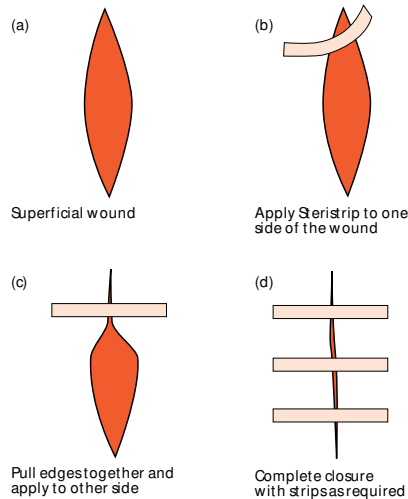 (a)
(b)
Superficial wound
Apply Steristrip to one
side of the wound
(c)
(d)
Pull edges together and
apply to other side
Complete closure
with strips as required